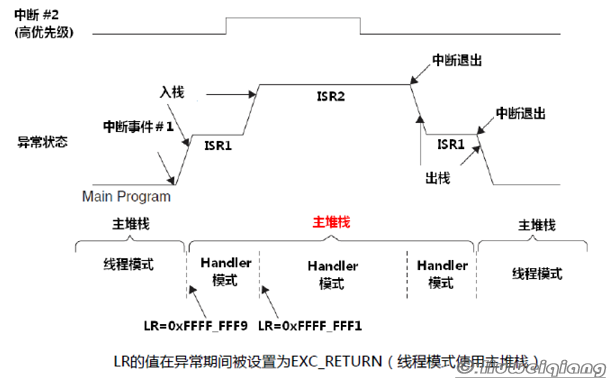 中断 #2
(高优先级)
中断退出
入栈
ISR2
中断退出
中断事件＃1
异常状态
ISR1
ISR1
出栈
Main Program
主堆栈
主堆栈
主堆栈
线程模式
Handler
模式
Handler
模式
Handler
模式
线程模式
LR=0xFFFF_FFF9
LR=0xFFFF_FFF1
LR的值在异常期间被设置为EXC_RETURN（线程模式使用主堆栈）
©.liuweiqiang